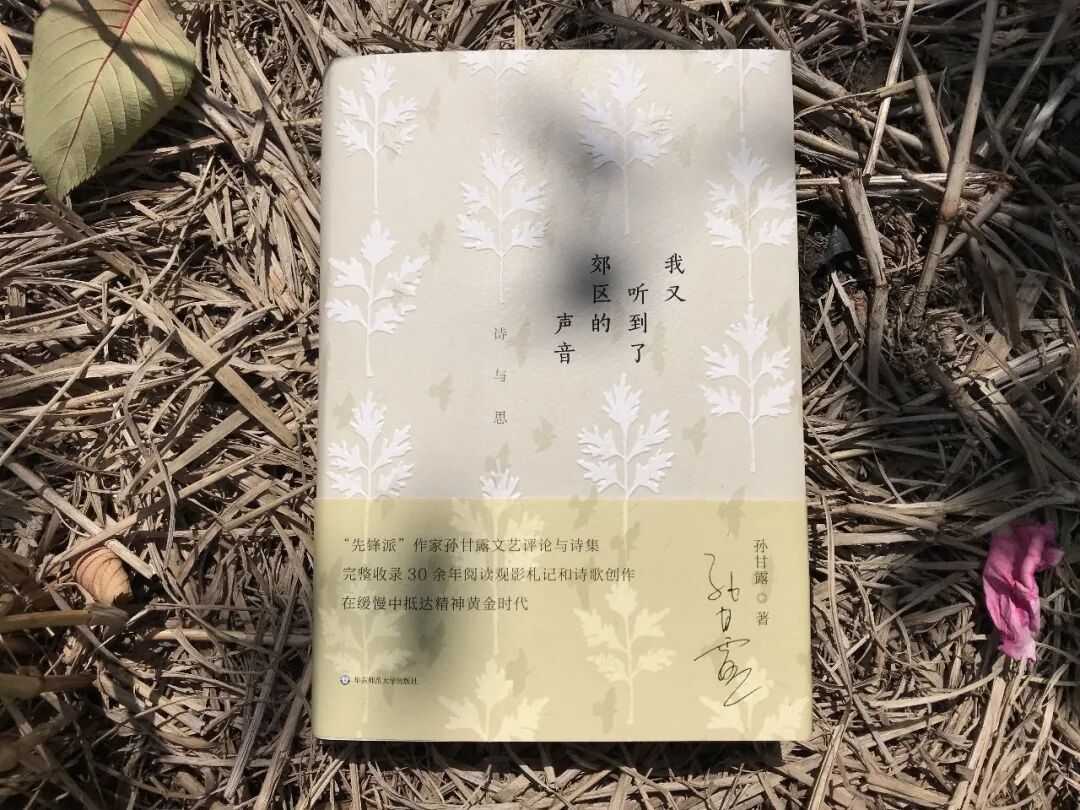 我又
听到了
郊区的
声音
诗与思
“先锋派”作家孙甘露文艺评论与诗集
完整收录30余年阅读观影札记和诗歌创作
在缓慢中抵达精神黄金时代
孙甘露◎著
孙甘露
华东师范大学出版社